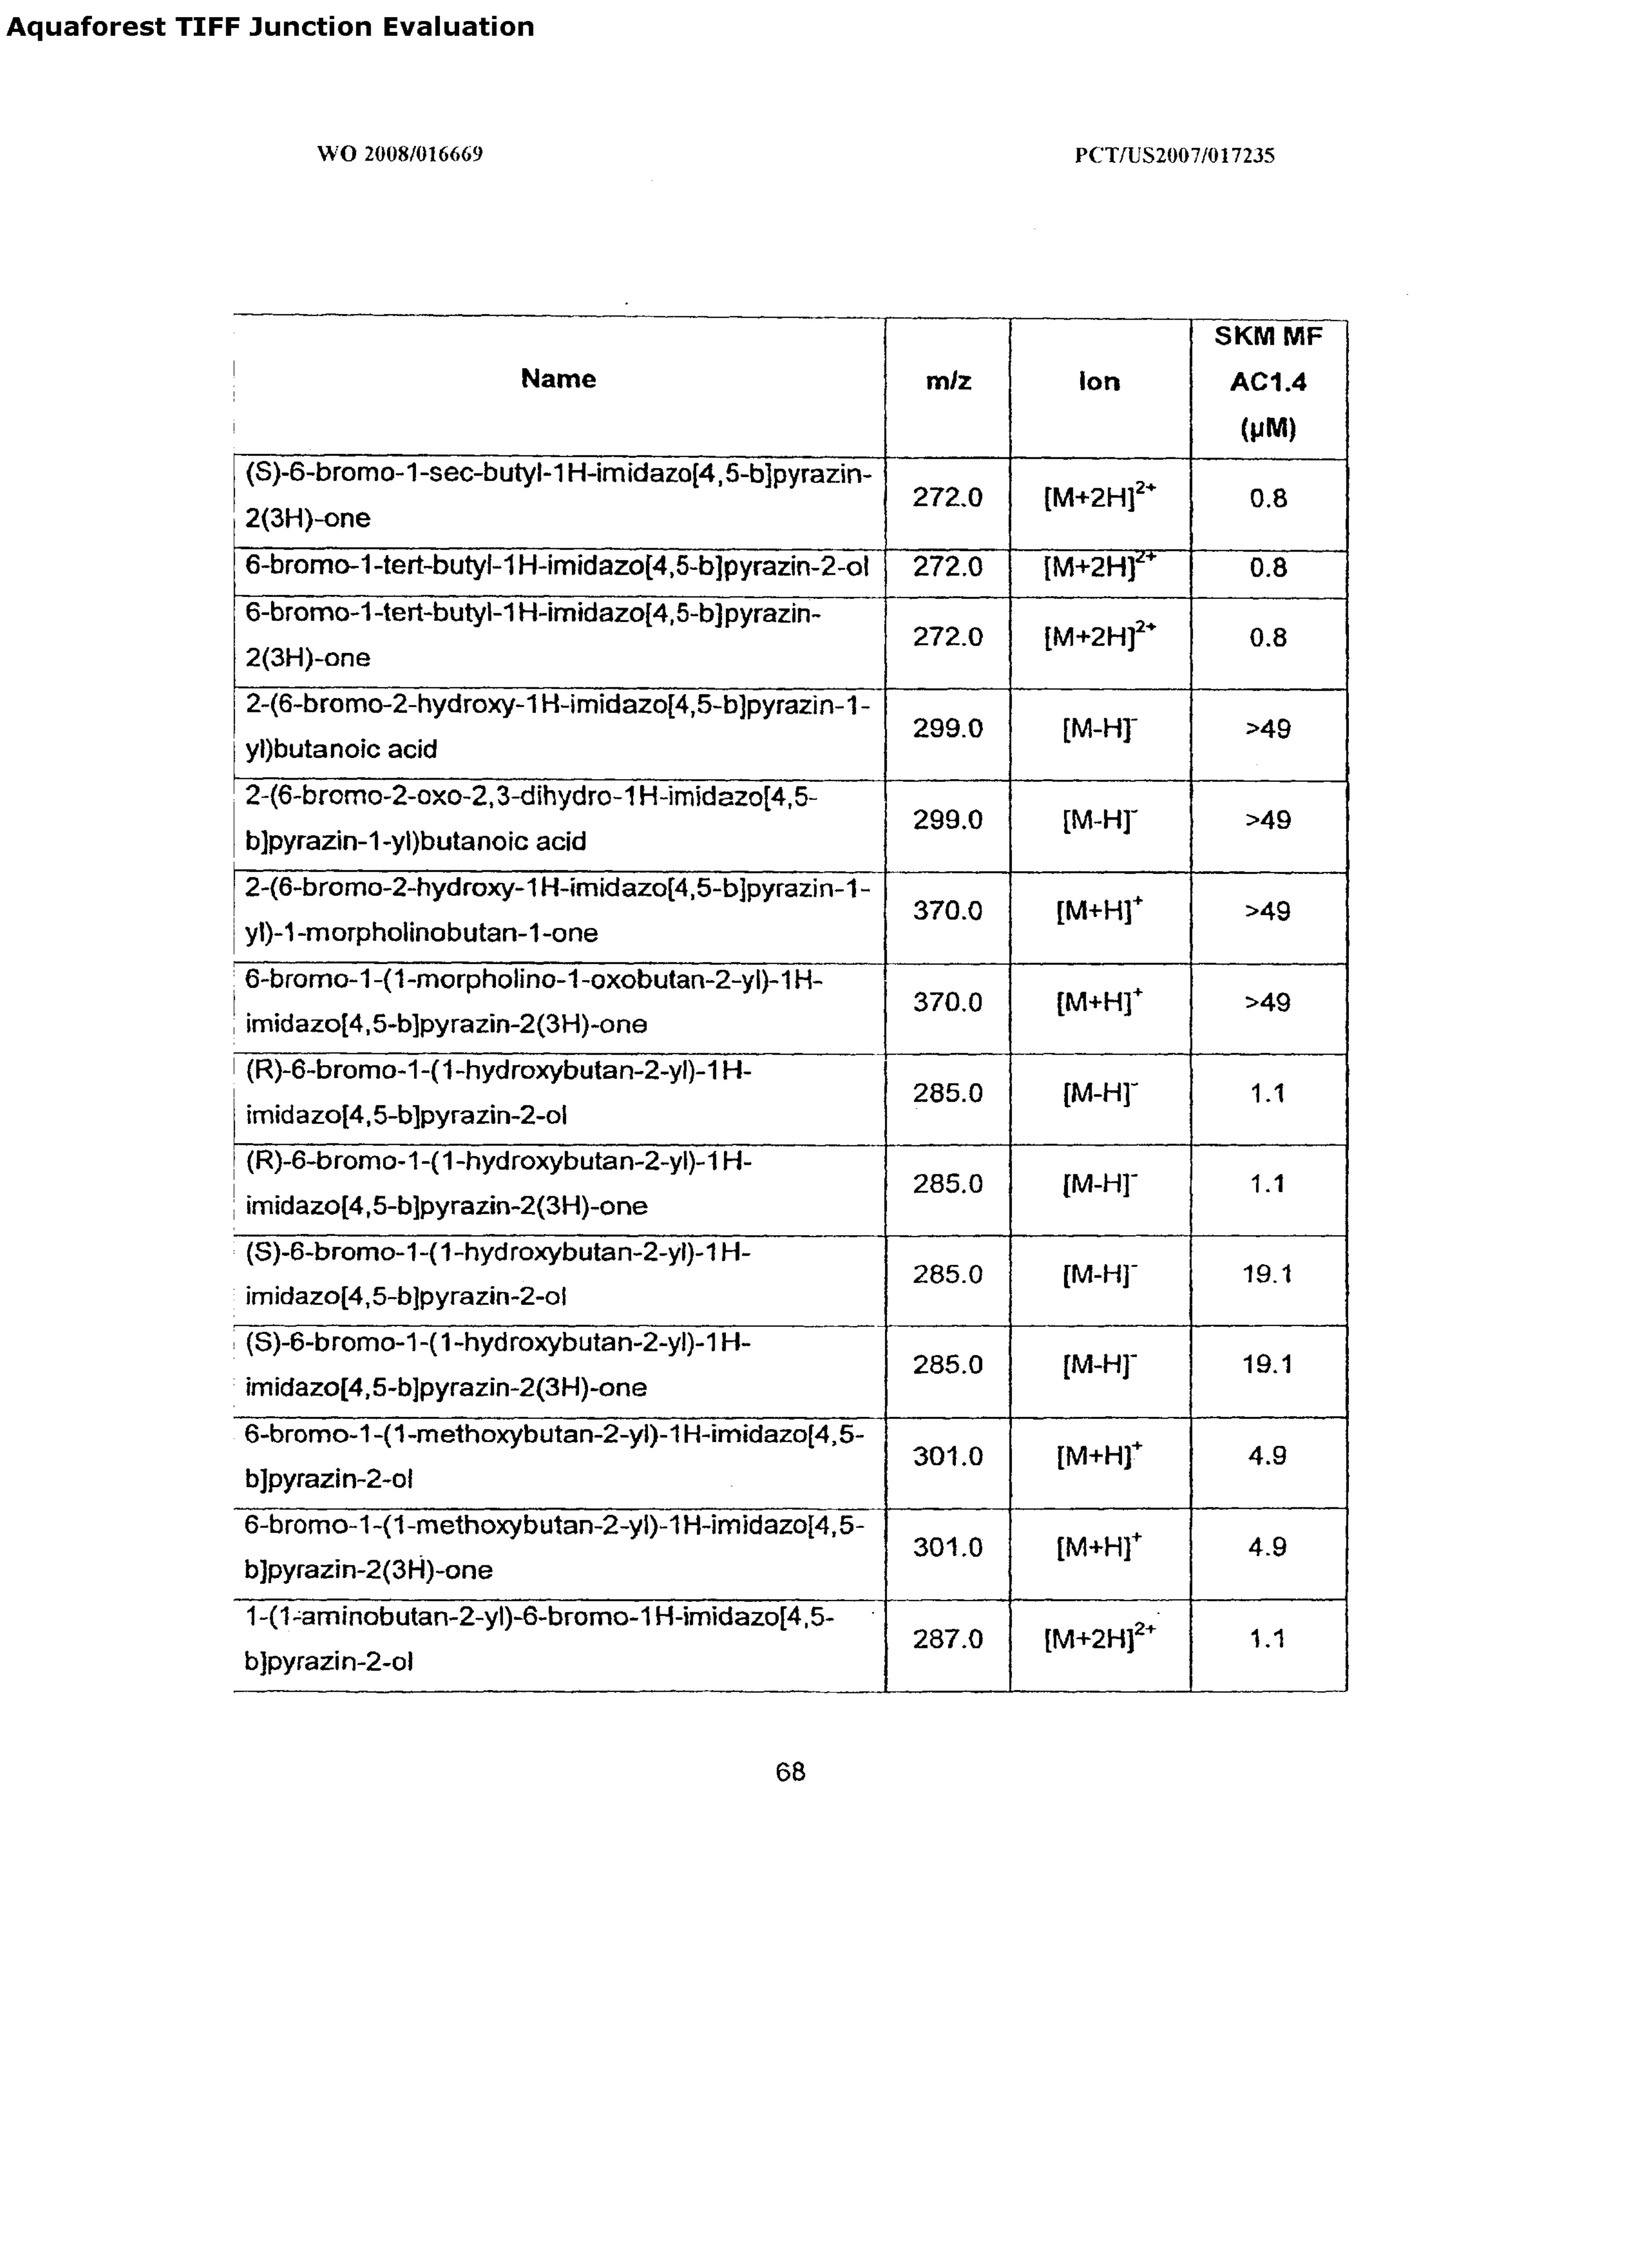 Aquaforest TIFF Junction Evaluation
WO 2008/016669 PCT/US2007/017235
Name m/z Ion SKM MF
AC1.4
(µM)
(S)-6-bromo-1-sec-butyl-1H-imidazo[4,5-b]pyrazin-
2(3H)-one 272.0 [M+2H]²⁺ 0.8
6-bromo-1-tert-butyl-1H-imidazo[4,5-b]pyrazin-2-ol 272.0 [M+2H]²⁺ 0.8
6-bromo-1-tert-butyl-1H-imidazo[4,5-b]pyrazin-
2(3H)-one 272.0 [M+2H]²⁺ 0.8
2-(6-bromo-2-hydroxy-1H-imidazo[4,5-b]pyrazin-1-
yl)butanoic acid 299.0 [M-H]⁻ >49
2-(6-bromo-2-oxo-2,3-dihydro-1H-imidazo[4,5-
b]pyrazin-1-yl)butanoic acid 299.0 [M-H]⁻ >49
2-(6-bromo-2-hydroxy-1H-imidazo[4,5-b]pyrazin-1-
yl)-1-morpholinobutan-1-one 370.0 [M+H]⁺ >49
6-bromo-1-(1-morpholino-1-oxobutan-2-yl)-1H-
imidazo[4,5-b]pyrazin-2(3H)-one 370.0 [M+H]⁺ >49
(R)-6-bromo-1-(1-hydroxybutan-2-yl)-1H-
imidazo[4,5-b]pyrazin-2-ol 285.0 [M-H]⁻ 1.1
(R)-6-bromo-1-(1-hydroxybutan-2-yl)-1H-
imidazo[4,5-b]pyrazin-2(3H)-one 285.0 [M-H]⁻ 1.1
(S)-6-bromo-1-(1-hydroxybutan-2-yl)-1H-
imidazo[4,5-b]pyrazin-2-ol 285.0 [M-H]⁻ 19.1
(S)-6-bromo-1-(1-hydroxybutan-2-yl)-1H-
imidazo[4,5-b]pyrazin-2(3H)-one 285.0 [M-H]⁻ 19.1
6-bromo-1-(1-methoxybutan-2-yl)-1H-imidazo[4,5-
b]pyrazin-2-ol 301.0 [M+H]⁺ 4.9
6-bromo-1-(1-methoxybutan-2-yl)-1H-imidazo[4,5-
b]pyrazin-2(3H)-one 301.0 [M+H]⁺ 4.9
1-(1-aminobutan-2-yl)-6-bromo-1H-imidazo[4,5-
b]pyrazin-2-ol 287.0 [M+2H]²⁺ 1.1
68